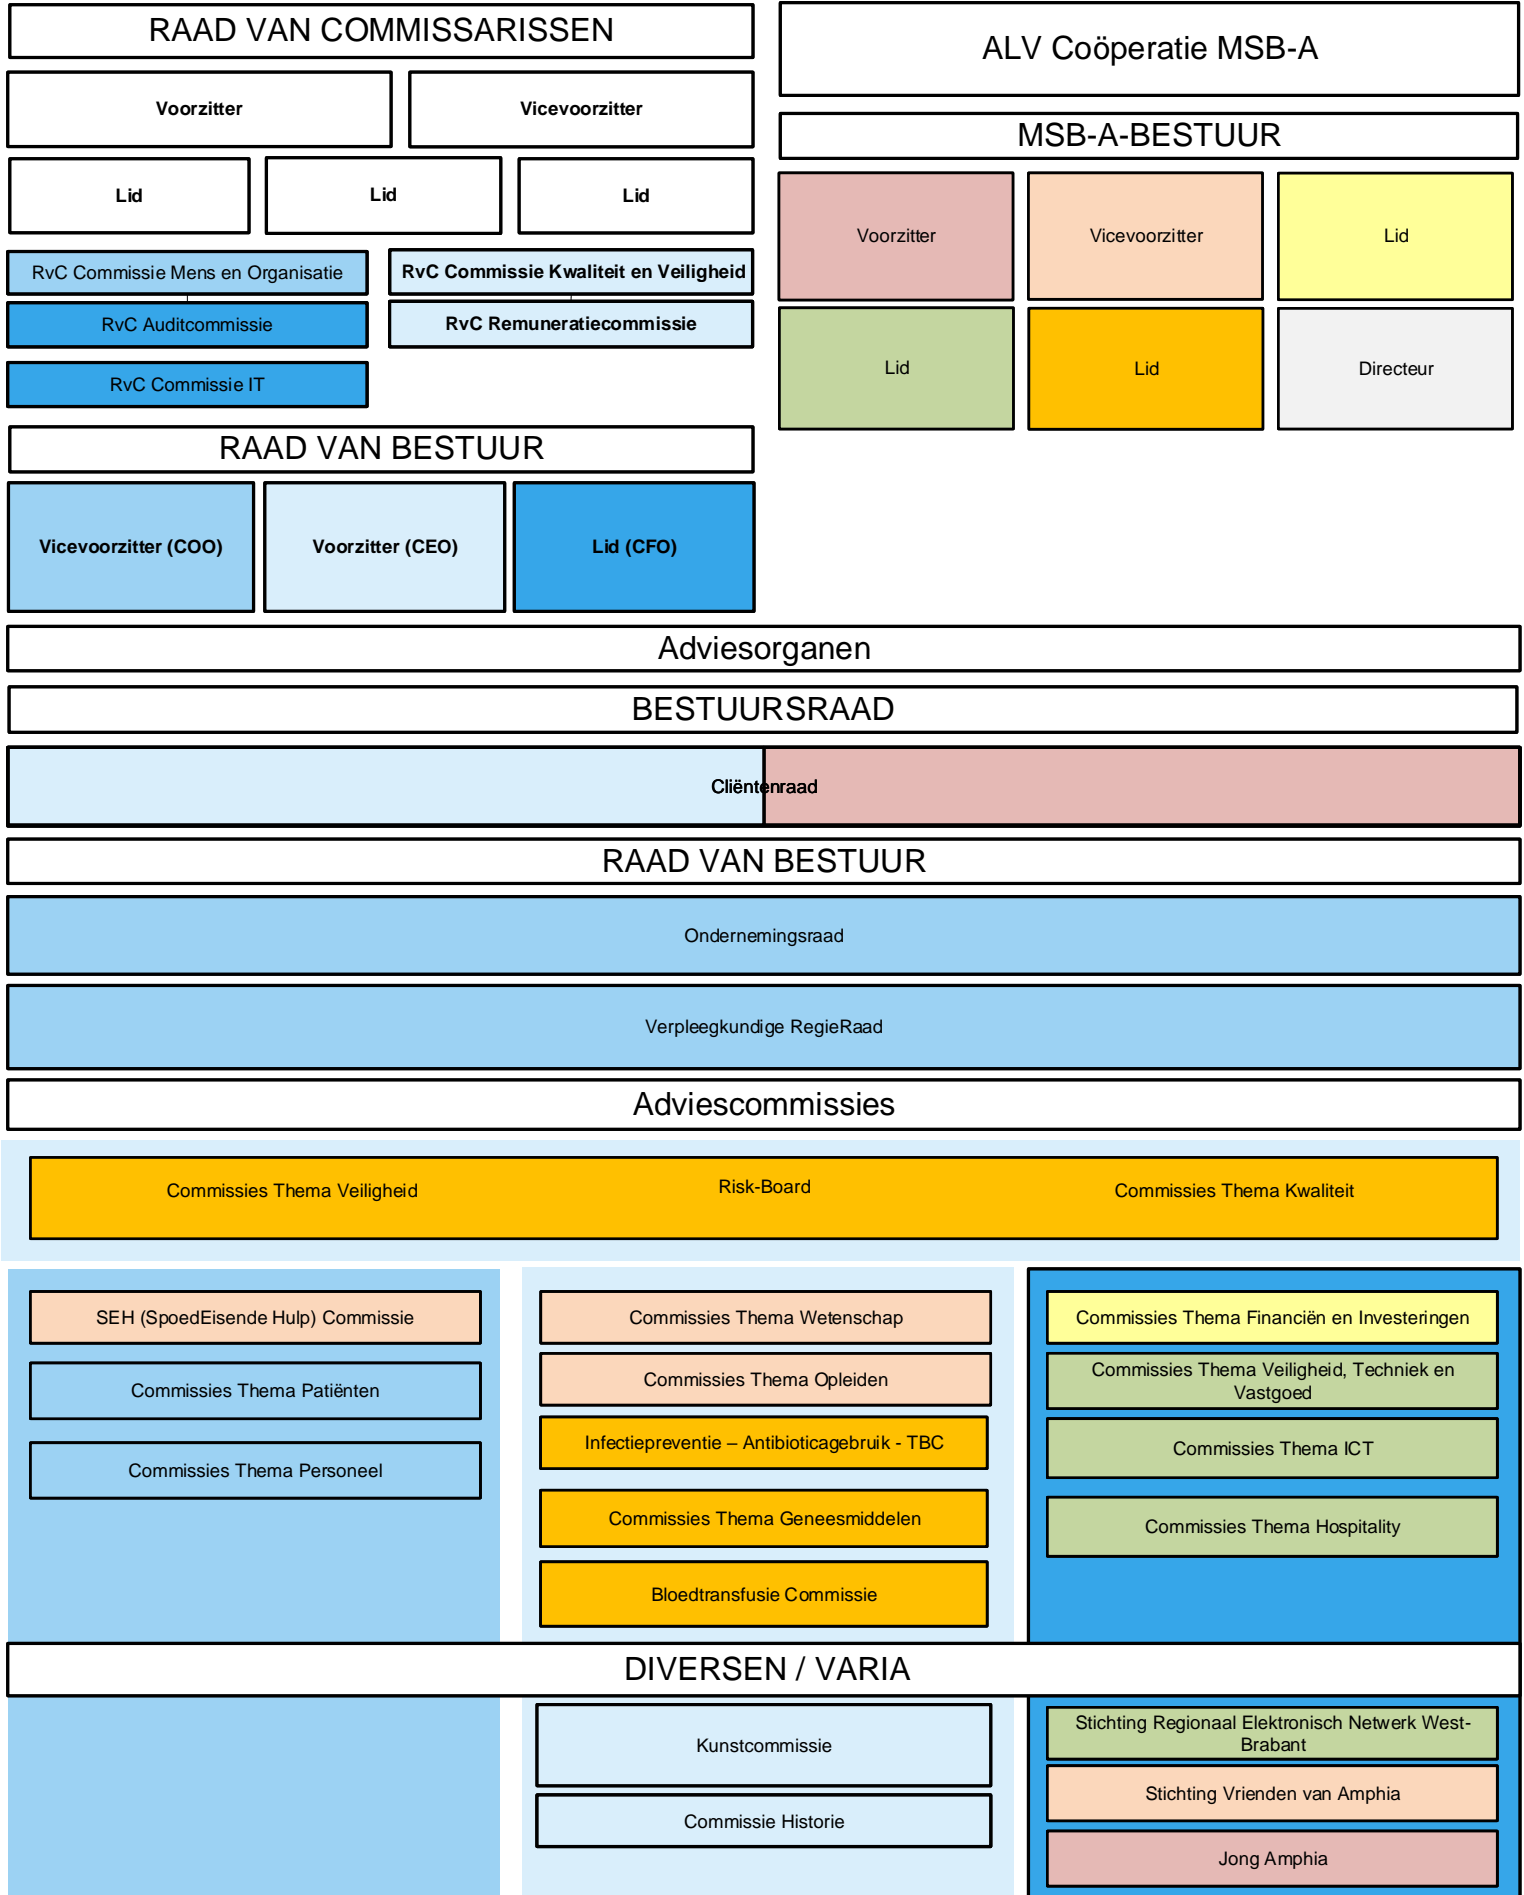 RAAD VAN COMMISSARISSEN
Voorzitter
Vicevoorzitter
Lid
Lid
Lid
RvC Commissie Mens en Organisatie
RvC Commissie Kwaliteit en Veiligheid
RvC Auditcommissie
RvC Remuneratiecommissie
RvC Commissie IT
ALV Coöperatie MSB-A
MSB-A-BESTUUR
Voorzitter
Vicevoorzitter
Lid
Lid
Lid
Directeur
RAAD VAN BESTUUR
Vicevoorzitter (COO)
Voorzitter (CEO)
Lid (CFO)
Adviesorganen
BESTUURSRAAD
Cliëntenraad
RAAD VAN BESTUUR
Ondernemingsraad
Verpleegkundige RegieRaad
Adviescommissies
Commissies Thema Veiligheid
Risk-Board
Commissies Thema Kwaliteit
SEH (SpoedEisende Hulp) Commissie
Commissies Thema Patiënten
Commissies Thema Personeel
Commissies Thema Wetenschap
Commissies Thema Opleiden
Infectiepreventie – Antibioticagebruik - TBC
Commissies Thema Geneesmiddelen
Bloedtransfusie Commissie
Commissies Thema Financiën en Investeringen
Commissies Thema Veiligheid, Techniek en
Vastgoed
Commissies Thema ICT
Commissies Thema Hospitality
DIVERSEN / VARIA
Kunstcommissie
Commissie Historie
Stichting Regionaal Elektronisch Netwerk West-
Brabant
Stichting Vrienden van Amphia
Jong Amphia